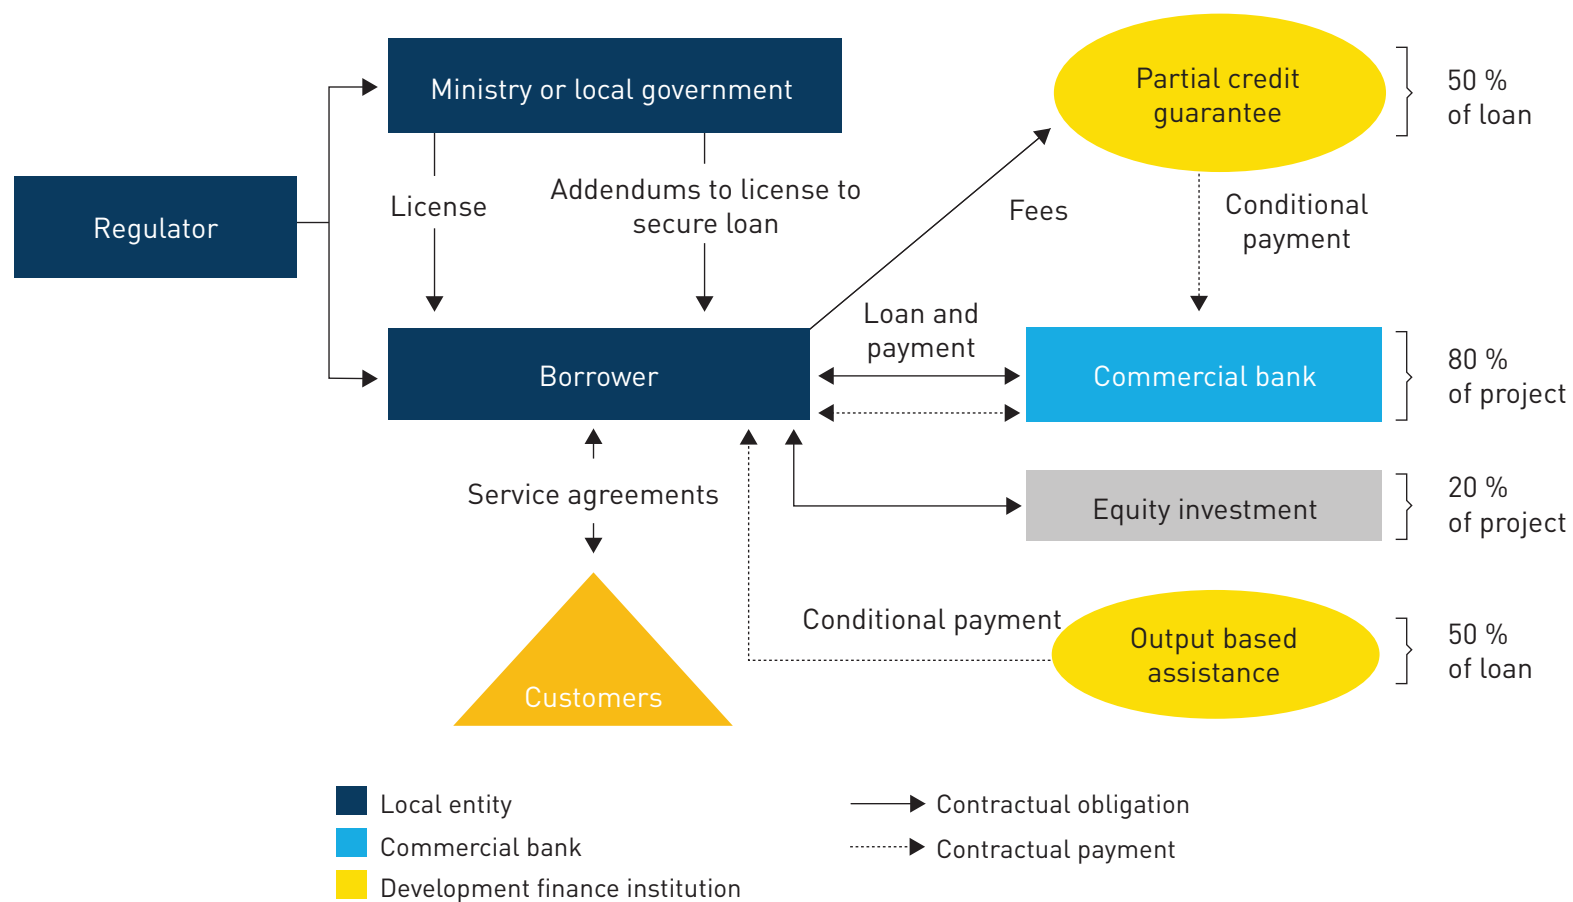 Ministry or local government
Partial credit
guarantee
50 %
of loan
Regulator
License
Addendums to license to
secure loan
Fees
Conditional
payment
Loan and
payment
Borrower
Commercial bank
80 %
of project
Service agreements
Equity investment
20 %
of project
Conditional payment
Output based
assistance
50 %
of loan
Customers
Local entity
Commercial bank
Development finance institution
Contractual obligation
Contractual payment